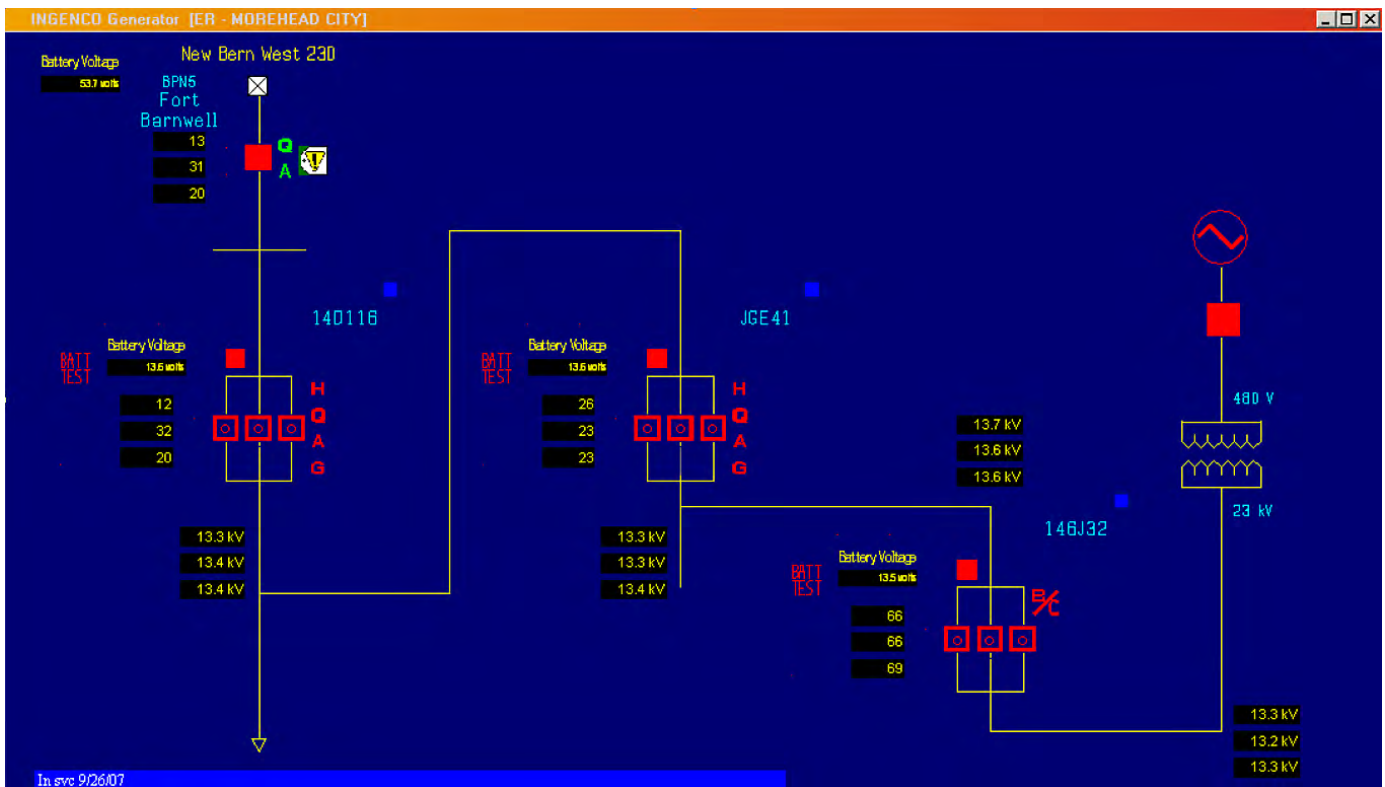 INGENCO Generator [ER - MOREHEAD CITY]
New Bern West 230
Battery Voltage
53.7 volts
BPN5
Fort
Barnwell
13
31
20
Q
A
14D116
Battery Voltage
13.6 volts
BATT
TEST
12
32
20
H
Q
A
G
13.3 kV
13.4 kV
13.4 kV
JGE41
Battery Voltage
13.6 volts
BATT
TEST
26
23
23
H
Q
A
G
13.3 kV
13.3 kV
13.4 kV
13.7 kV
13.6 kV
13.6 kV
146J32
Battery Voltage
13.5 volts
BATT
TEST
66
66
69
B/C
480 V
23 kV
13.3 kV
13.2 kV
13.3 kV
In svc 9/26/07